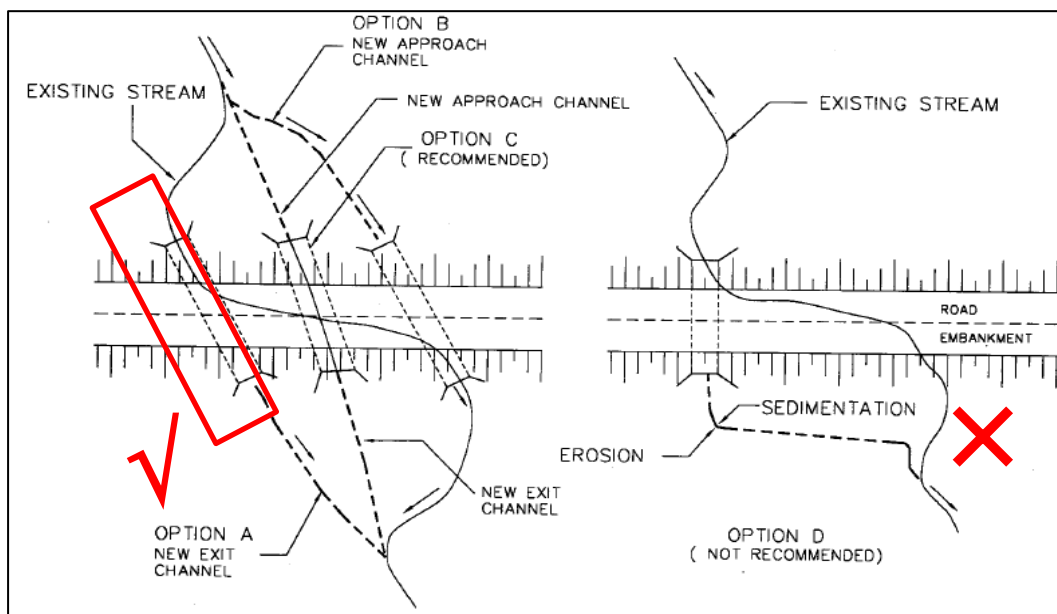 OPTION B
NEW APPROACH
CHANNEL
EXISTING STREAM
NEW APPROACH CHANNEL
OPTION C
( RECOMMENDED)
NEW EXIT
CHANNEL
OPTION A
NEW EXIT
CHANNEL
EXISTING STREAM
ROAD
EMBANKMENT
SEDIMENTATION
EROSION
OPTION D
( NOT RECOMMENDED)